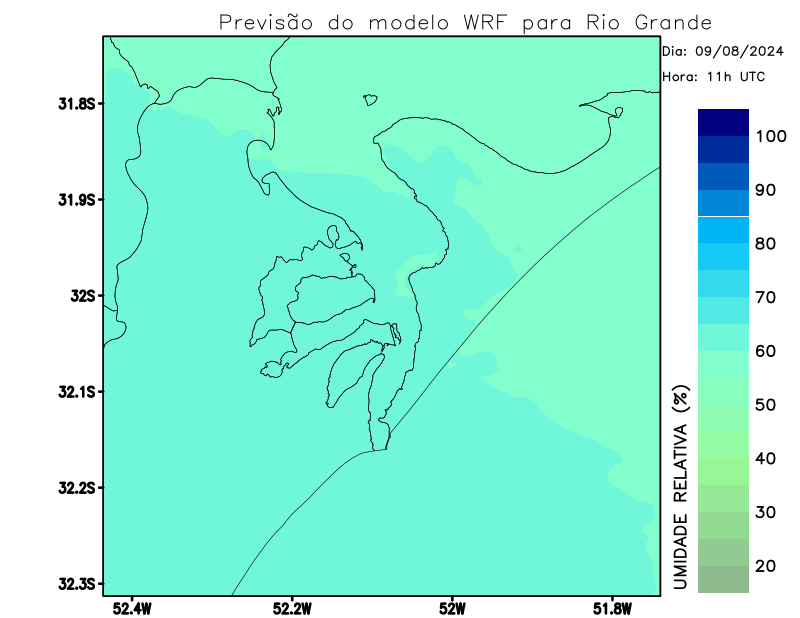 Previsão do modelo WRF para Rio Grande
Dia: 09/08/2024
Hora: 11h UTC
31.8S
31.9S
32S
32.1S
32.2S
32.3S
52.4W
52.2W
52W
51.8W
100
90
80
70
60
50
40
30
20
UMIDADE RELATIVA (%)